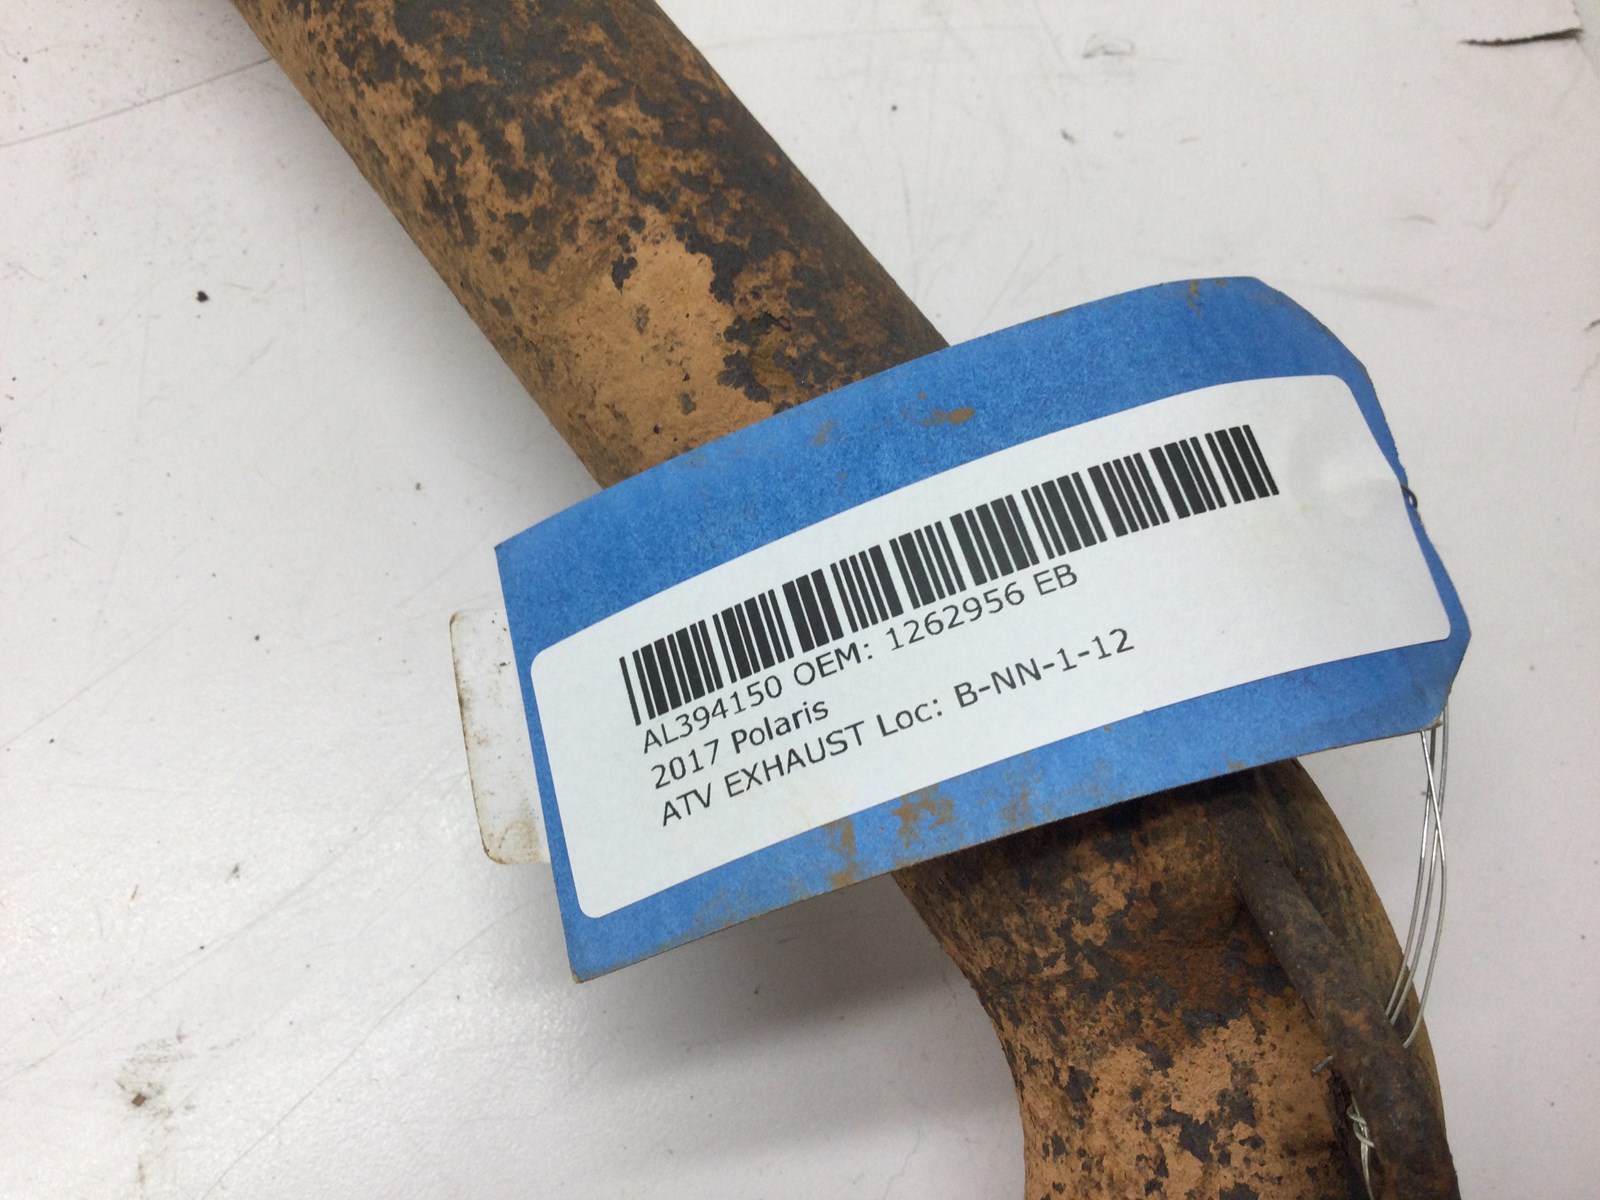 AL394150 OEM: 1262956 EB
2017 Polaris
ATV EXHAUST Loc: B-NN-1-12